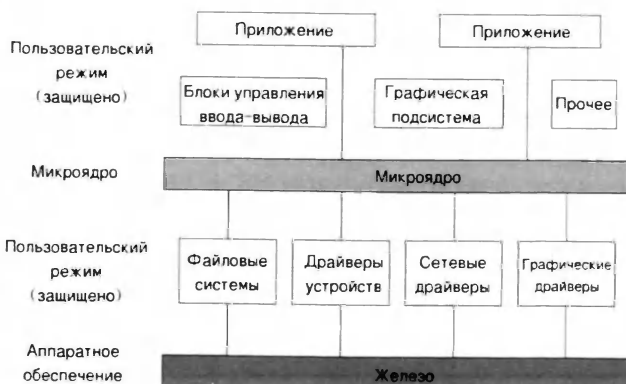 Приложение
Приложение
Пользовательский
режим
(защищено)
Блоки управления
ввода-вывода
Графическая
подсистема
Прочее
Микроядро
Микроядро
Пользовательский
режим
(защищено)
Файловые
системы
Драйверы
устройств
Сетевые
драйверы
Графические
драйверы
Аппаратное
обеспечение
Железо